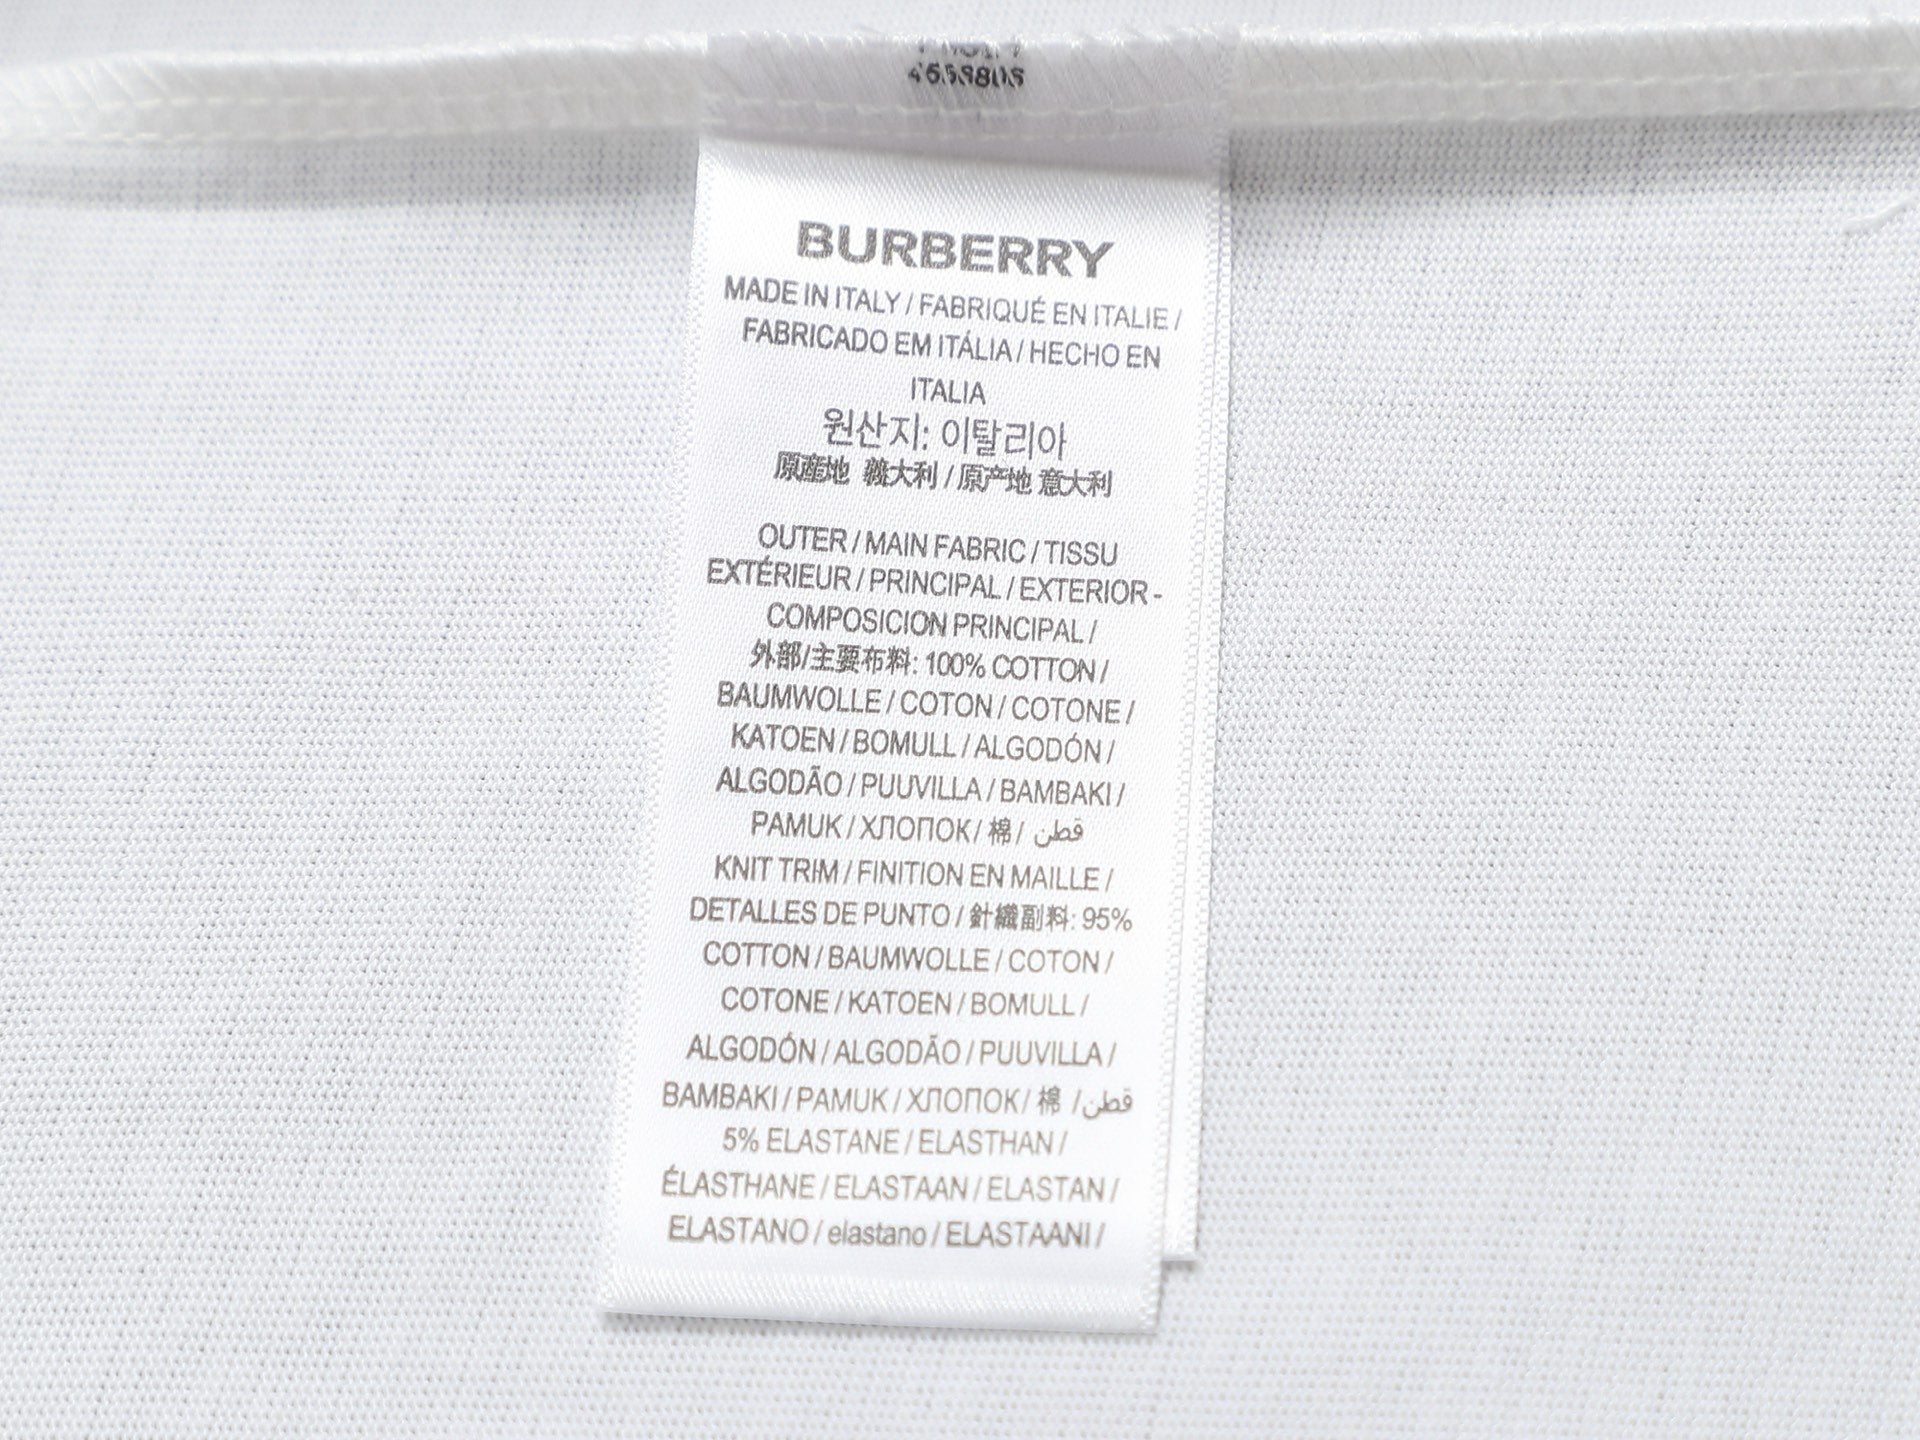 BURBERRY
MADE IN ITALY / FABRIQUÉ EN ITALIE /
FABRICADO EM ITÁLIA / HECHO EN
ITALIA
원산지: 이탈리아
原產地 義大利 / 原产地 意大利
OUTER / MAIN FABRIC / TISSU
EXTÉRIEUR / PRINCIPAL / EXTERIOR -
COMPOSICION PRINCIPAL /
外部/主要布料: 100% COTTON /
BAUMWOLLE / COTON / COTONE /
KATOEN / BOMULL / ALGODÓN /
ALGODÃO / PUUVILLA / BAMBAKI /
PAMUK / ХЛОПОК / 棉 / قطن
KNIT TRIM / FINITION EN MAILLE /
DETALLES DE PUNTO / 針織副料: 95%
COTTON / BAUMWOLLE / COTON /
COTONE / KATOEN / BOMULL /
ALGODÓN / ALGODÃO / PUUVILLA /
BAMBAKI / PAMUK / ХЛОПОК / 棉 / قطن
5% ELASTANE / ELASTHAN /
ÉLASTHANE / ELASTAAN / ELASTAN /
ELASTANO / elastano / ELASTAANI /